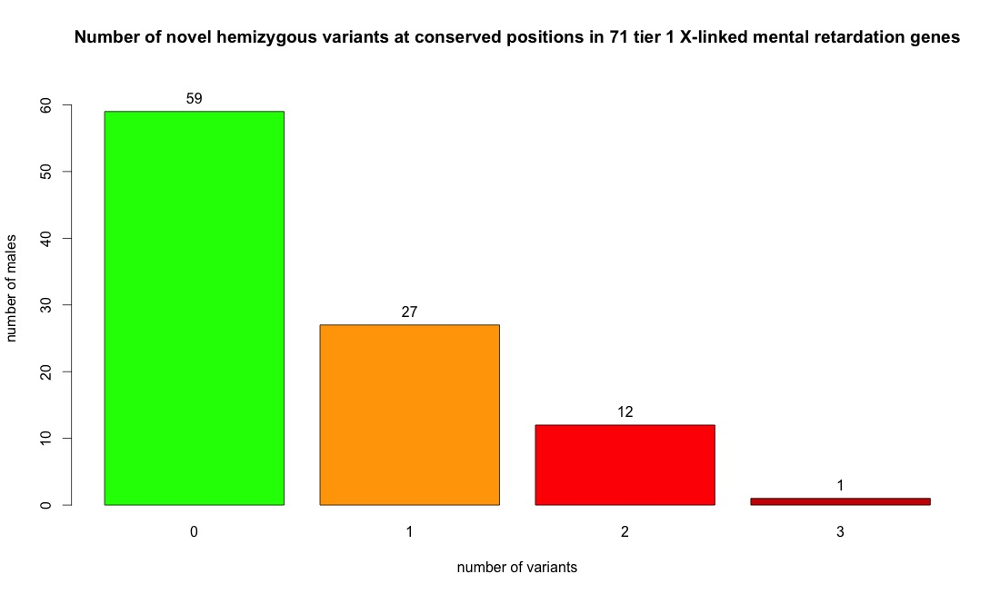 Number of novel hemizygous variants at conserved positions in 71 tier 1 X-linked mental retardation genes
number of males
60
50
40
30
20
10
0
59
27
12
1
0 1 2 3
number of variants